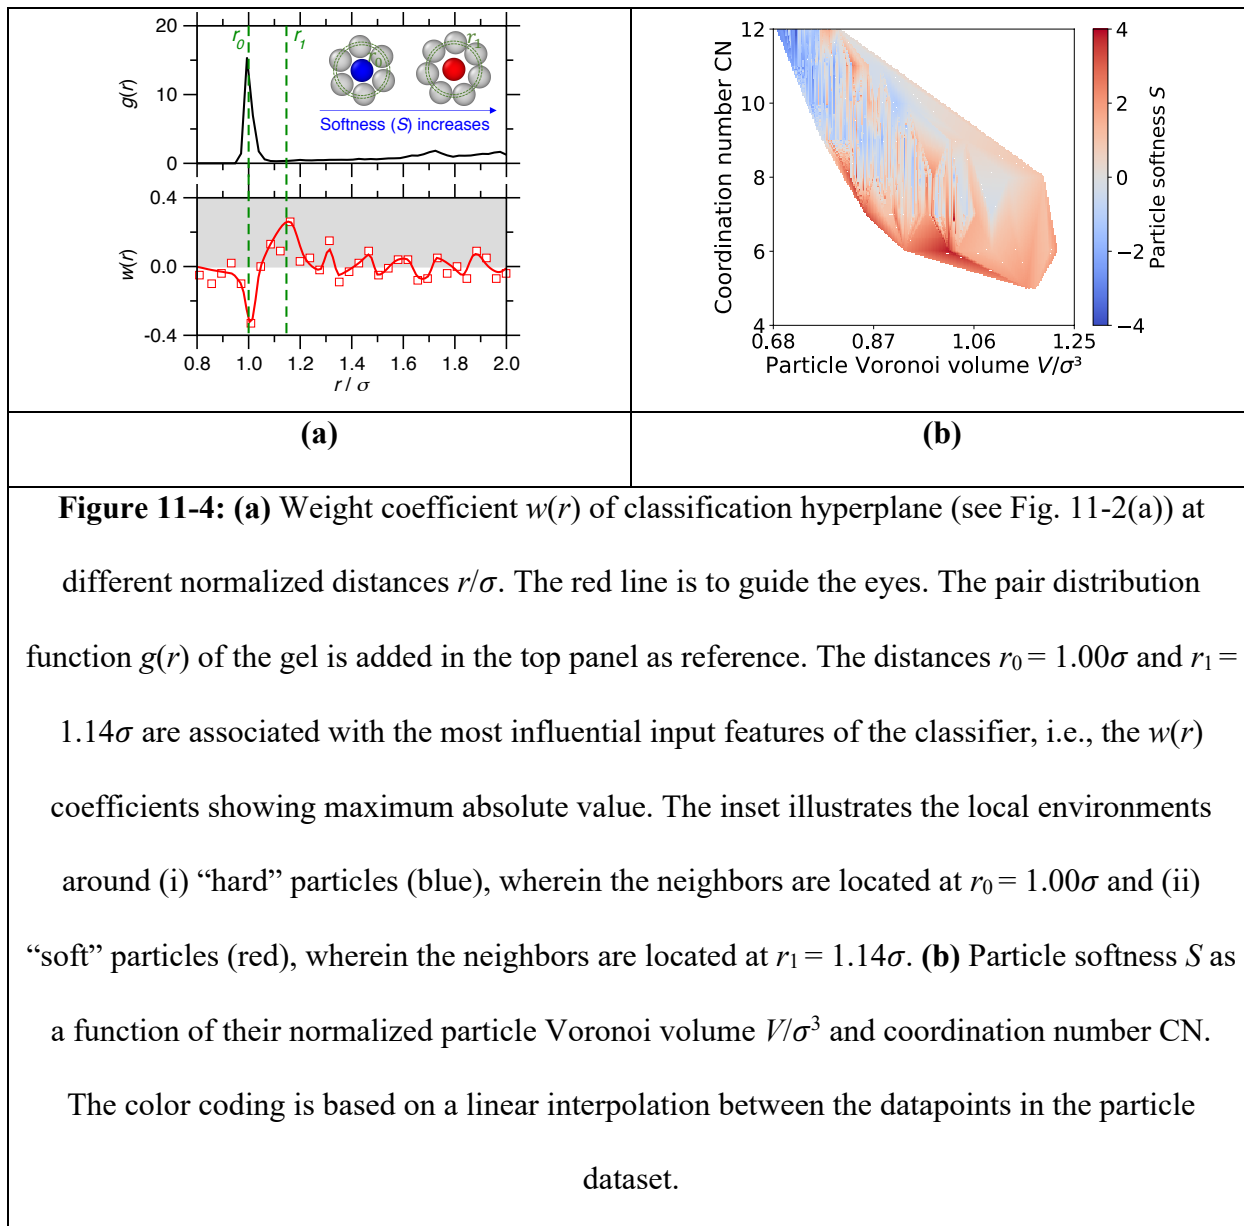 20
10
0
g(r)
r₀
r₁
r₀
r₁
Softness (S) increases
0.4
0.0
-0.4
w(r)
0.8 1.0 1.2 1.4 1.6 1.8 2.0
r / σ
12
10
8
6
4
Coordination number CN
0.68 0.87 1.06 1.25
Particle Voronoi volume V/σ³
4
2
0
−2
−4
Particle softness S
(a)
(b)
Figure 11-4: (a) Weight coefficient w(r) of classification hyperplane (see Fig. 11-2(a)) at
different normalized distances r/σ. The red line is to guide the eyes. The pair distribution
function g(r) of the gel is added in the top panel as reference. The distances r₀ = 1.00σ and r₁ =
1.14σ are associated with the most influential input features of the classifier, i.e., the w(r)
coefficients showing maximum absolute value. The inset illustrates the local environments
around (i) “hard” particles (blue), wherein the neighbors are located at r₀ = 1.00σ and (ii)
“soft” particles (red), wherein the neighbors are located at r₁ = 1.14σ. (b) Particle softness S as
a function of their normalized particle Voronoi volume V/σ³ and coordination number CN.
The color coding is based on a linear interpolation between the datapoints in the particle
dataset.